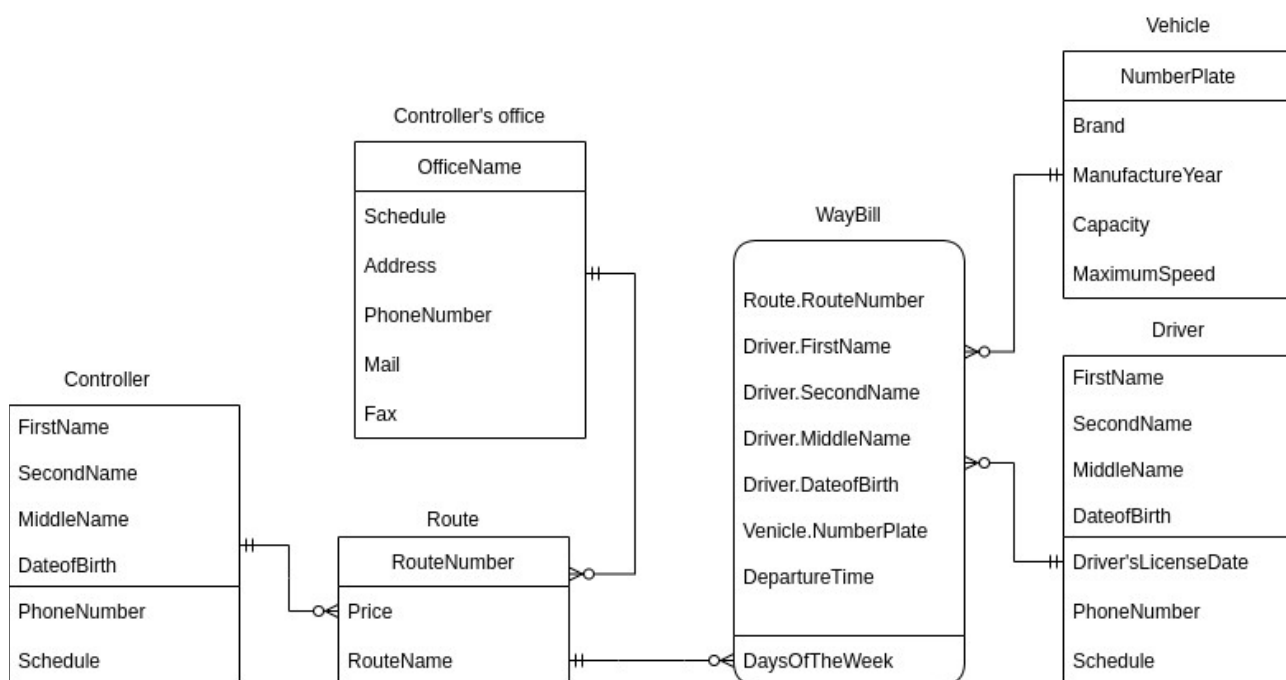 Vehicle
NumberPlate
Brand
ManufactureYear
Capacity
MaximumSpeed
Controller's office
OfficeName
Schedule
Address
PhoneNumber
Mail
Fax
WayBill
Route.RouteNumber
Driver.FirstName
Driver.SecondName
Driver.MiddleName
Driver.DateofBirth
Venicle.NumberPlate
DepartureTime
DaysOfTheWeek
Driver
FirstName
SecondName
MiddleName
DateofBirth
Driver'sLicenseDate
PhoneNumber
Schedule
Controller
FirstName
SecondName
MiddleName
DateofBirth
PhoneNumber
Schedule
Route
RouteNumber
Price
RouteName